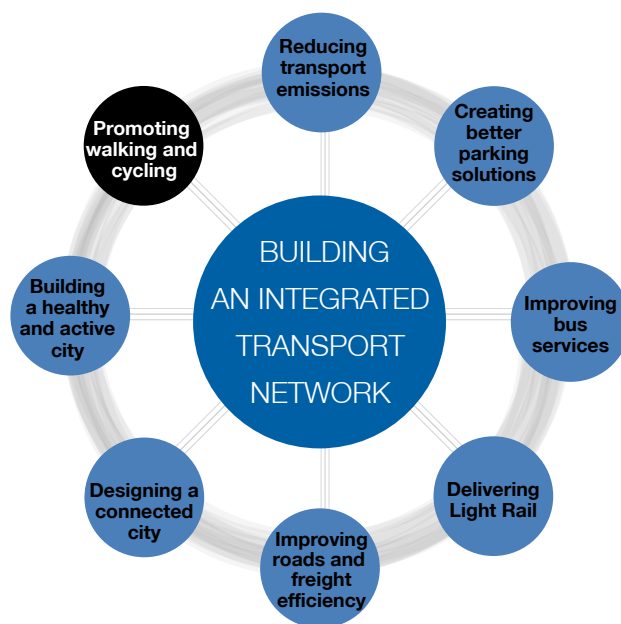 Reducing
transport
emissions
Creating
better
parking
solutions
Improving
bus
services
Delivering
Light Rail
Improving
roads and
freight
efficiency
Designing a
connected
city
Building
a healthy
and active
city
Promoting
walking and
cycling
BUILDING
AN INTEGRATED
TRANSPORT
NETWORK